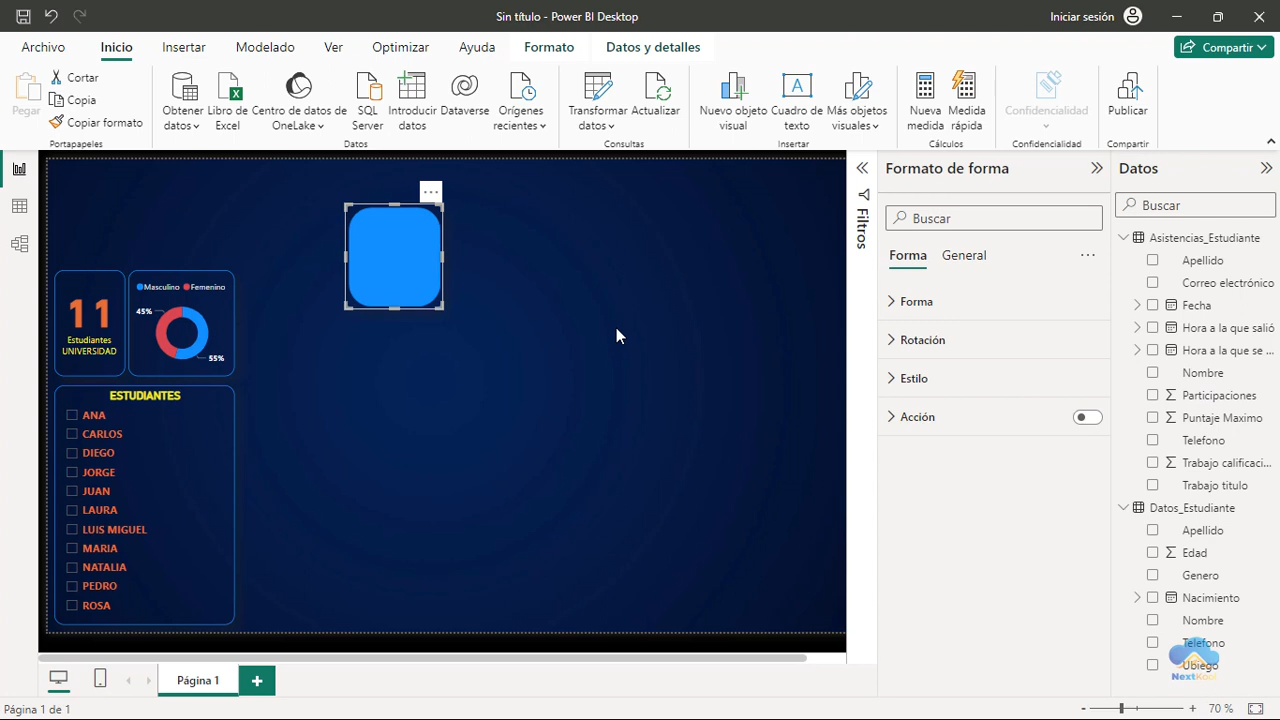 Sin título - Power BI Desktop
Iniciar sesión
Archivo
Inicio
Insertar
Modelado
Ver
Optimizar
Ayuda
Formato
Datos y detalles
Compartir
Pegar
Cortar
Copia
Copiar formato
Portapapeles
Obtener datos
Libro de Excel
Centro de datos de OneLake
SQL Server
Introducir datos
Dataverse
Orígenes recientes
Datos
Transformar datos
Actualizar
Consultas
Nuevo objeto visual
Cuadro de texto
Más objetos visuales
Insertar
Nueva medida
Medida rápida
Cálculos
Confidencialidad
Confidencialidad
Publicar
Compartir
11
Estudiantes
UNIVERSIDAD
Masculino Femenino
45%
55%
ESTUDIANTES
ANA
CARLOS
DIEGO
JORGE
JUAN
LAURA
LUIS MIGUEL
MARIA
NATALIA
PEDRO
ROSA
Filtros
Formato de forma
Buscar
Forma
General
Forma
Rotación
Estilo
Acción
Datos
Buscar
Asistencias_Estudiante
Apellido
Correo electrónico
Fecha
Hora a la que salió
Hora a la que se ...
Nombre
Participaciones
Puntaje Maximo
Telefono
Trabajo calificaci...
Trabajo titulo
Datos_Estudiante
Apellido
Edad
Genero
Nacimiento
Nombre
Telefono
Ubiego
NextKool
Página 1
Página 1 de 1
70 %